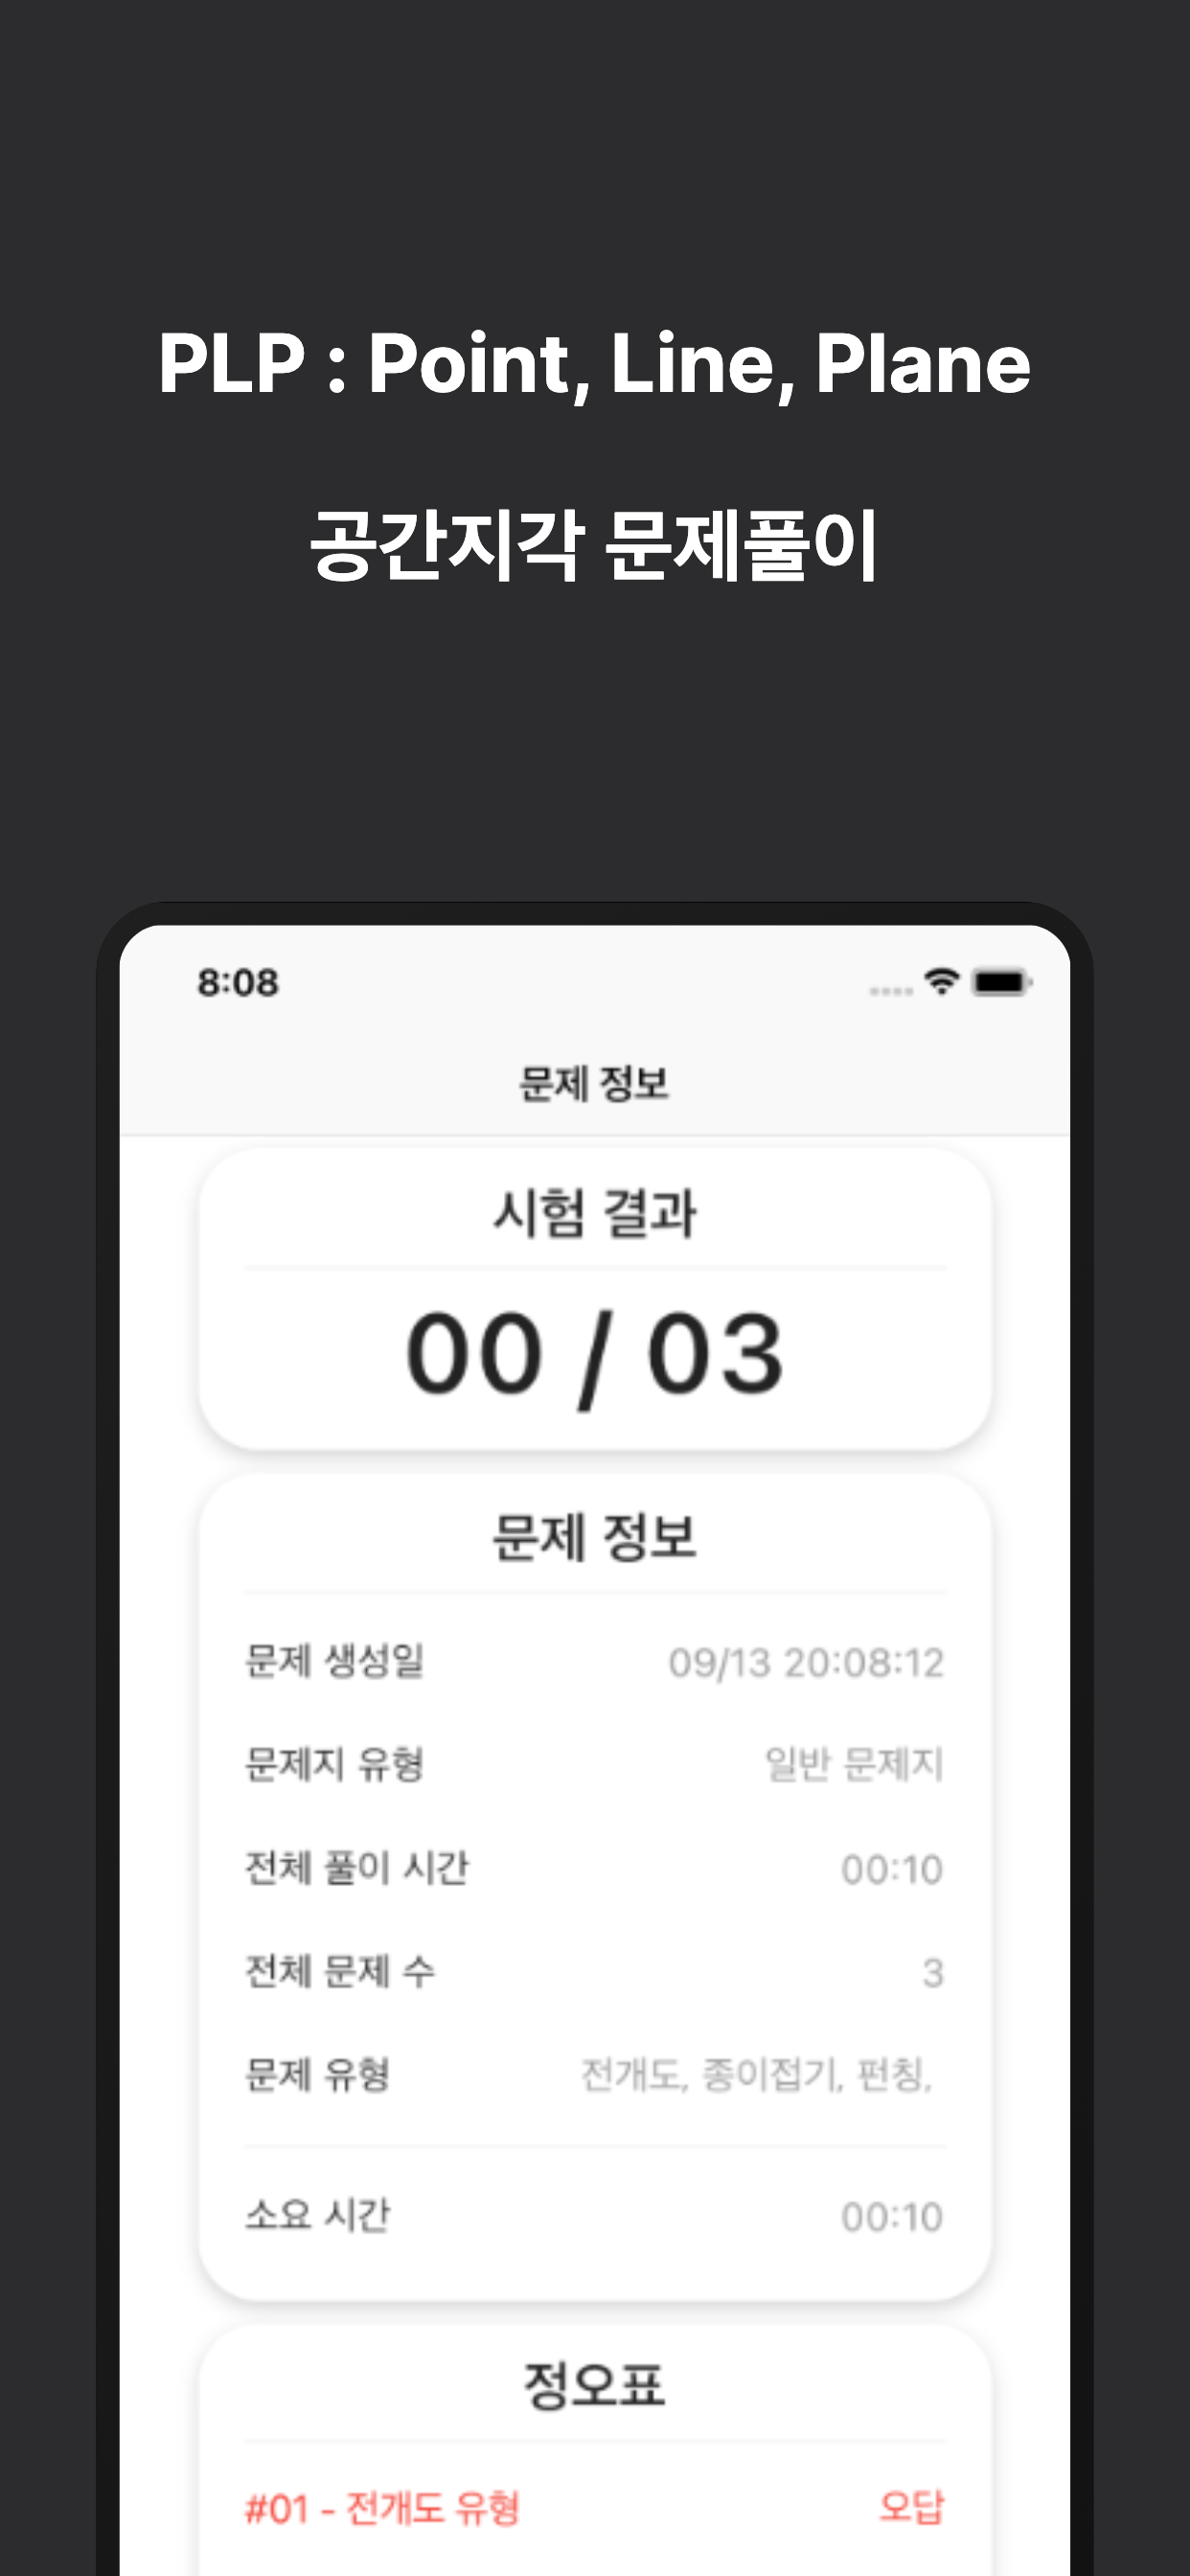 PLP : Point, Line, Plane
공간지각 문제풀이
8:08
문제 정보
시험 결과
00 / 03
문제 정보
문제 생성일 09/13 20:08:12
문제지 유형 일반 문제지
전체 풀이 시간 00:10
전체 문제 수 3
문제 유형 전개도, 종이접기, 펀칭,
소요 시간 00:10
정오표
#01 - 전개도 유형 오답